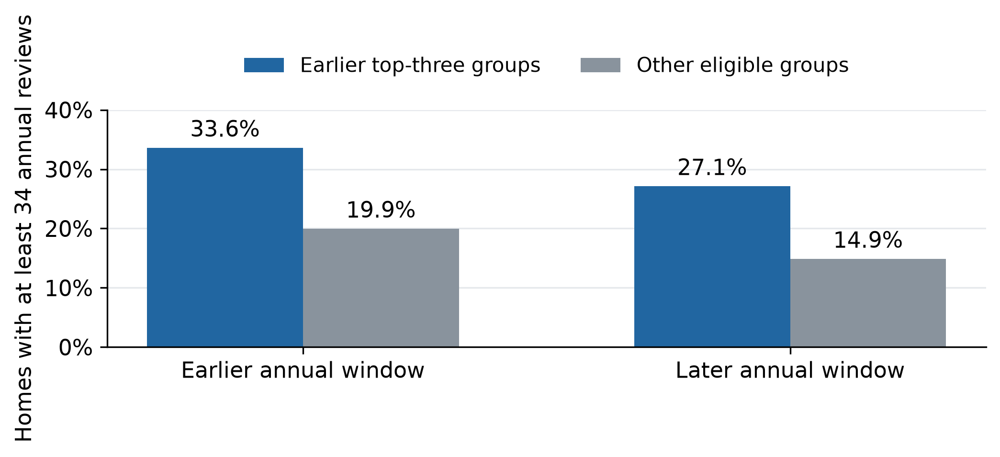 Homes with at least 34 annual reviews
Earlier top-three groups
Other eligible groups
40%
30%
20%
10%
0%
33.6%
19.9%
27.1%
14.9%
Earlier annual window
Later annual window